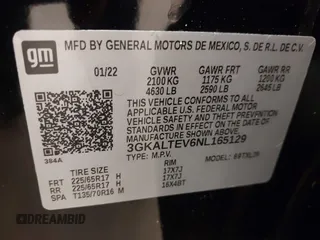 gm
MFD BY GENERAL MOTORS DE MEXICO, S. DE R.L. DE C.V.
01/22 GVWR GAWR FRT GAWR RR
2100 KG 1175 KG 1200 KG
4630 LB 2590 LB 2645 LB
THIS VEHICLE CONFORMS TO ALL
APPLICABLE U.S. FEDERAL MOTOR
VEHICLE SAFETY, BUMPER, AND
THEFT PREVENTION STANDARDS
IN EFFECT ON THE DATE OF
MANUFACTURE SHOWN ABOVE.
3GKALTEV6NL165129
TYPE: M.P.V. MODEL:
384A
TIRE SIZE RIM
FRT 225/65R17 H 17X7J
RR 225/65R17 H 17X7J
SPA T135/70R16 M 16X4BT
DREAMBID